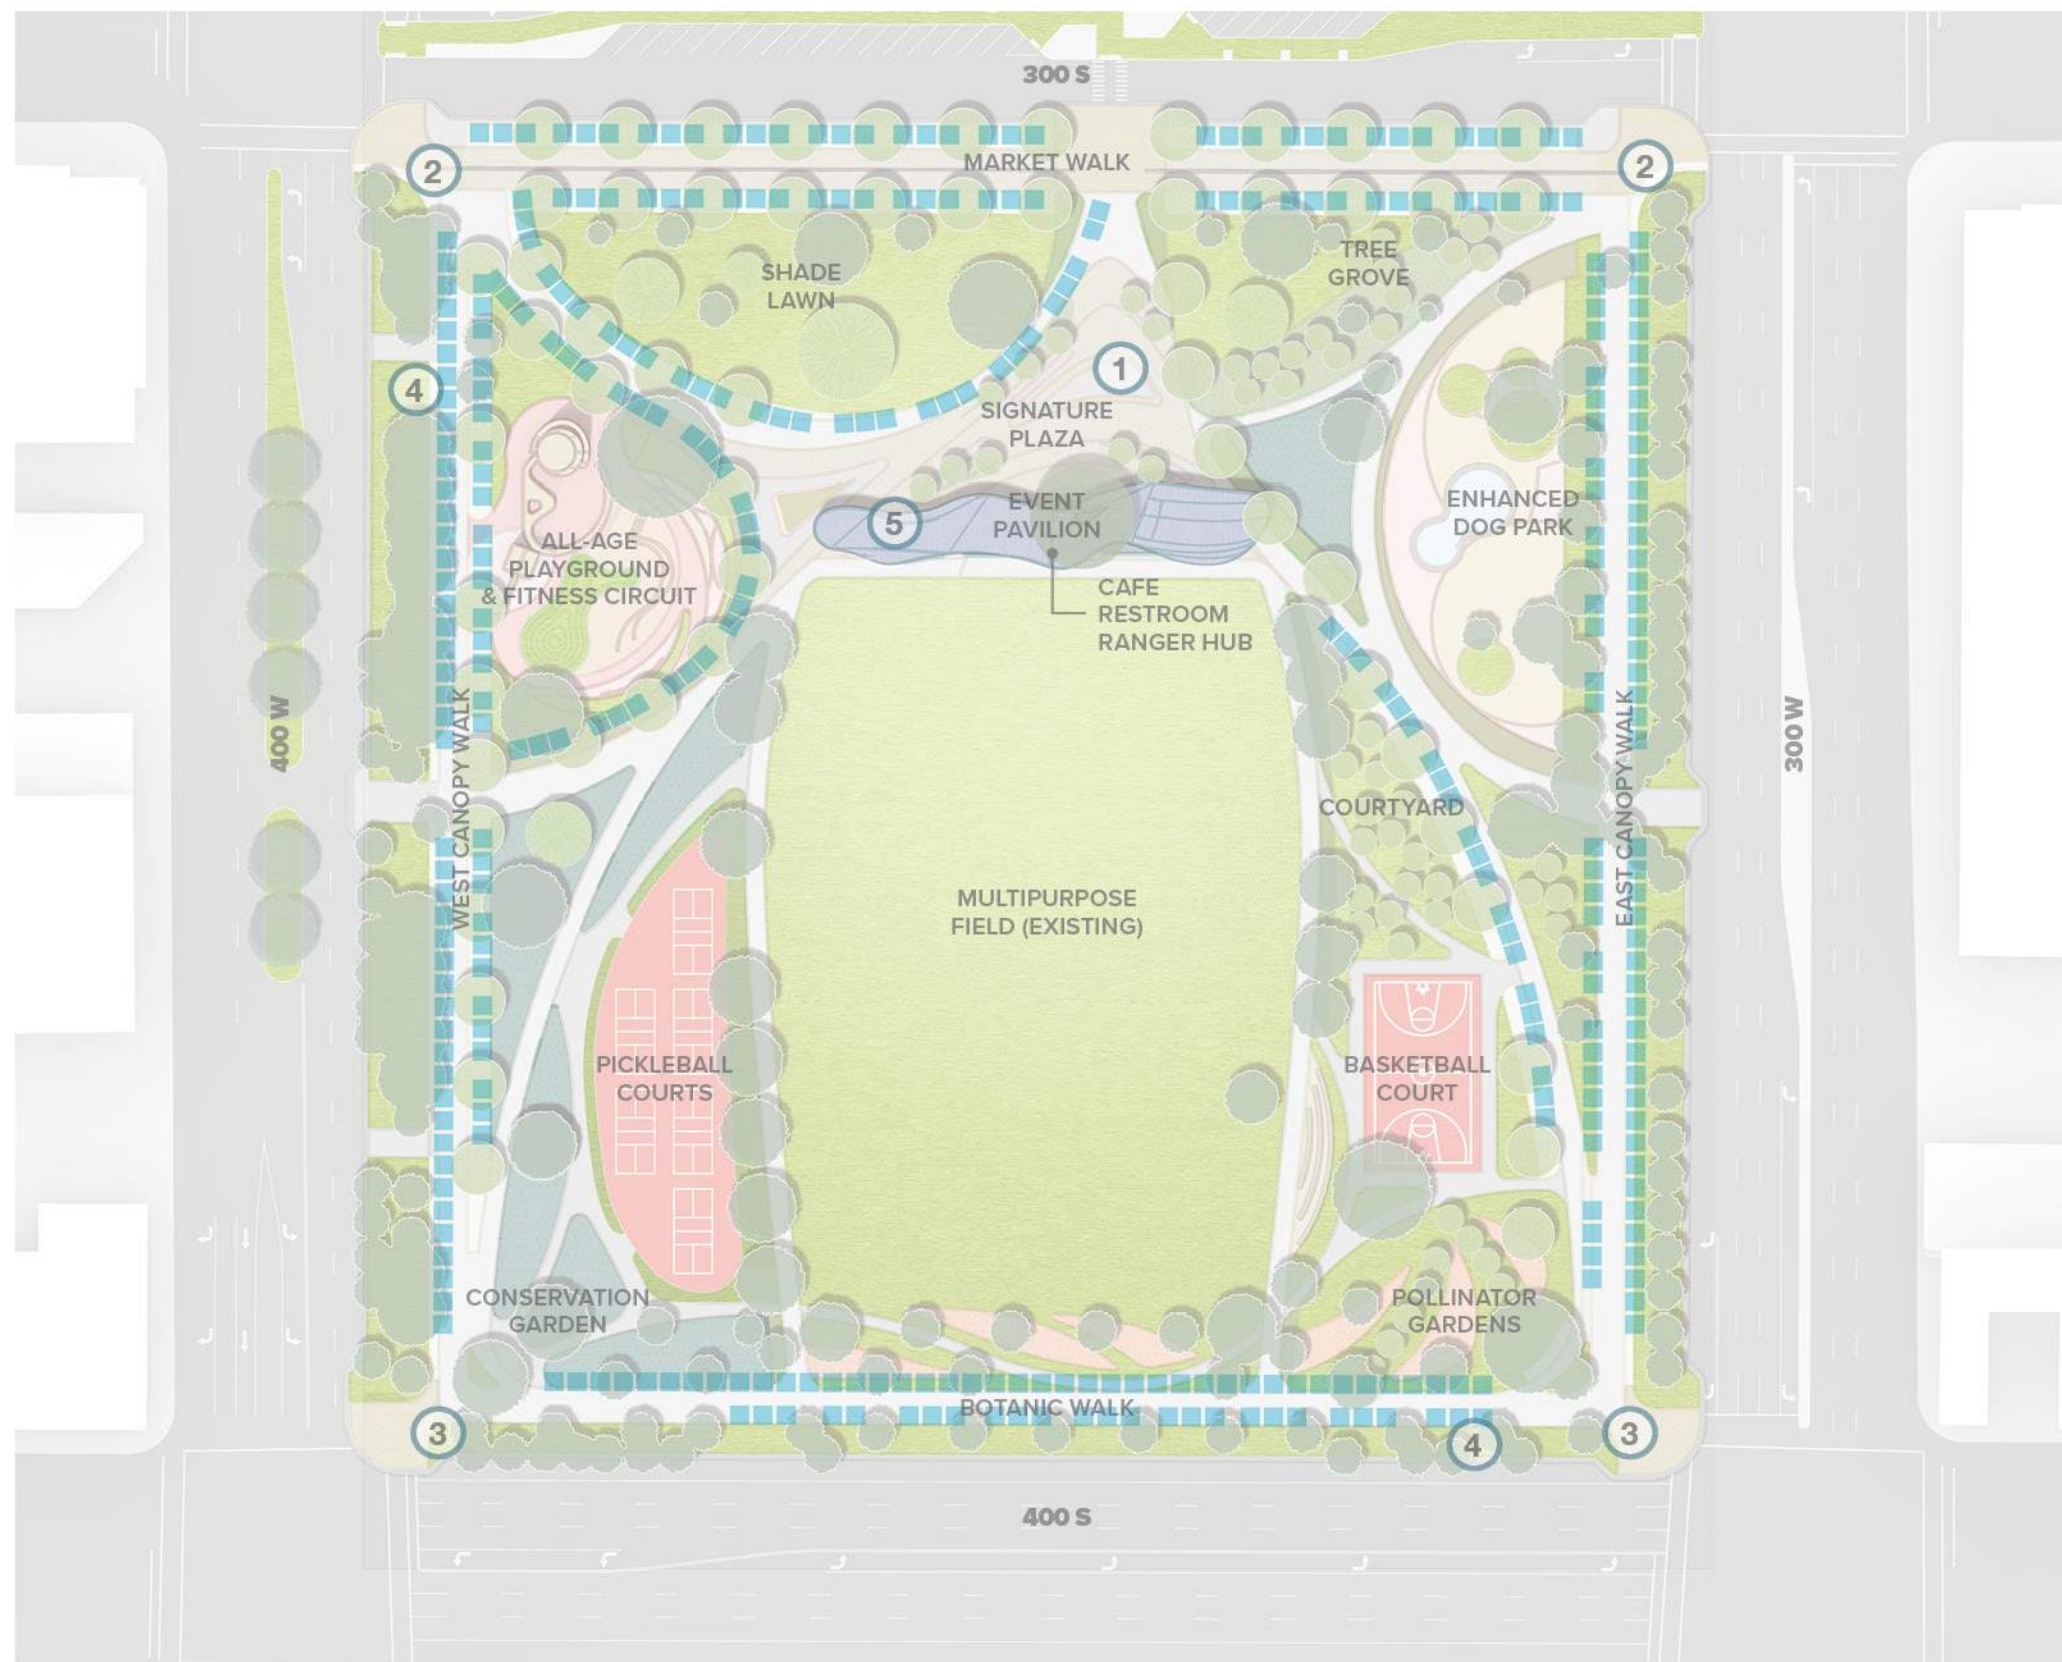 300 S
MARKET WALK
2
2
SHADE
LAWN
TREE
GROVE
1
4
SIGNATURE
PLAZA
ENHANCED
DOG PARK
5
EVENT
PAVILION
ALL-AGE
PLAYGROUND
& FITNESS CIRCUIT
CAFE
RESTROOM
RANGER HUB
400 W
WEST CANOPY WALK
EAST CANOPY WALK
300 W
COURTYARD
MULTIPURPOSE
FIELD (EXISTING)
PICKLEBALL
COURTS
BASKETBALL
COURT
CONSERVATION
GARDEN
POLLINATOR
GARDENS
BOTANIC WALK
3
4
3
400 S